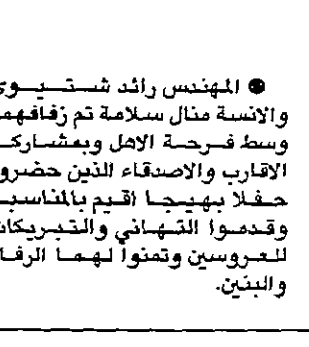 ● المهندس رائد شتيوي
والانسة منال سلامة تم زفافهما
وسط فرحة الاهل وبمشاركة
الاقارب والاصدقاء الذين حضروا
حفلا بهيجا اقيم بالمناسبة
وقدموا التهاني والتبريكات
للعروسين وتمنوا لهما الرفاه
والبنين.